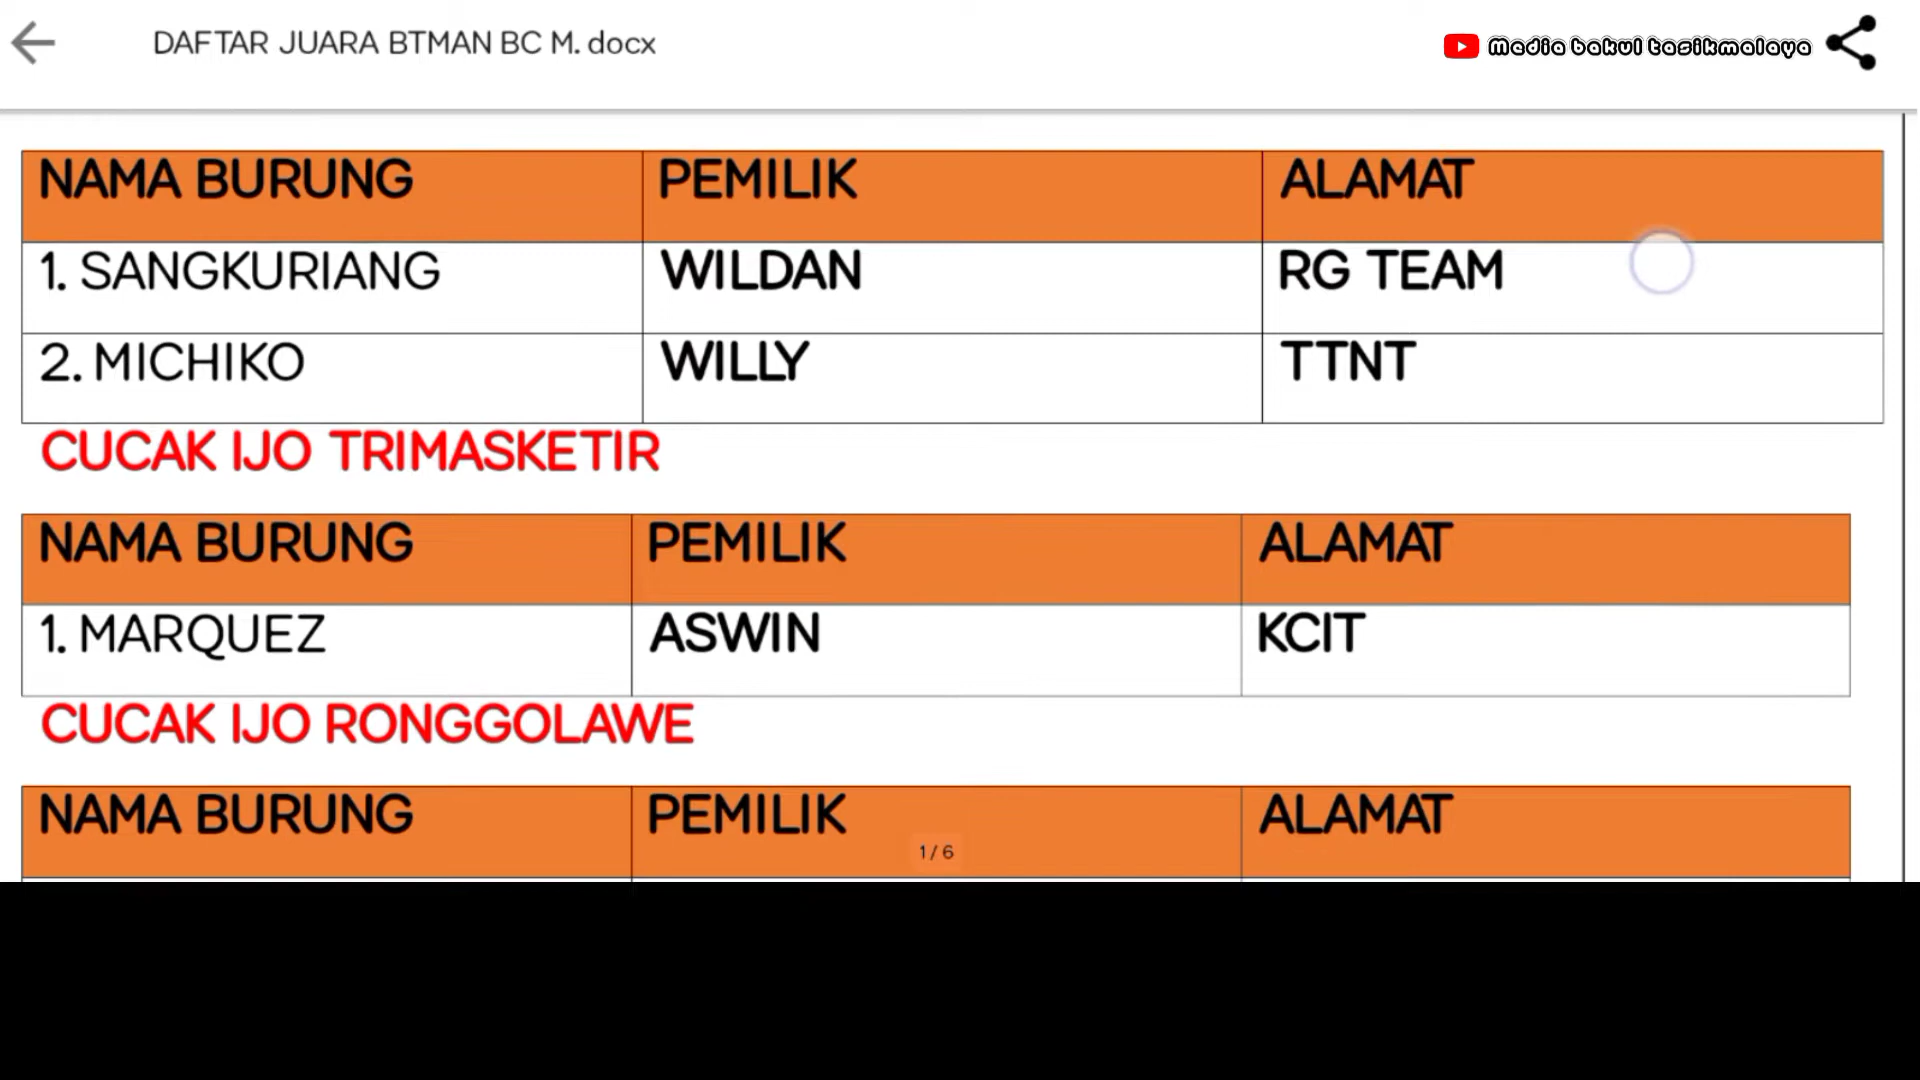 DAFTAR JUARA BTMAN BC M. docx
Media bakul tasikmalaya
NAMA BURUNG PEMILIK ALAMAT
1. SANGKURIANG WILDAN RG TEAM
2. MICHIKO WILLY TTNT
CUCAK IJO TRIMASKETIR
NAMA BURUNG PEMILIK ALAMAT
1. MARQUEZ ASWIN KCIT
CUCAK IJO RONGGOLAWE
NAMA BURUNG PEMILIK ALAMAT
1 / 6